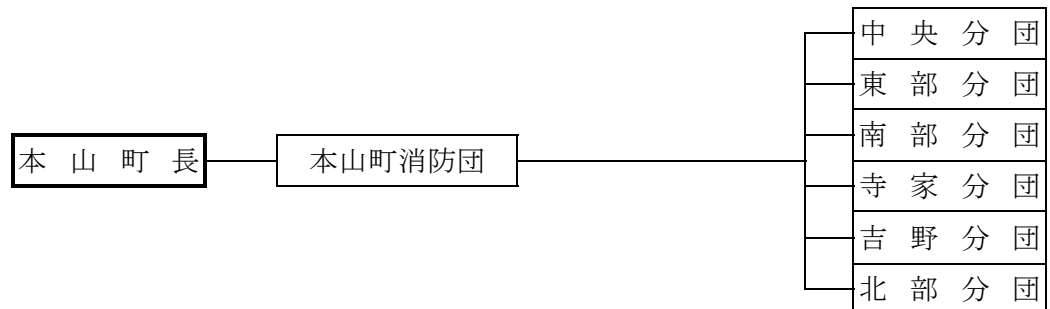 本山町長
本山町消防団
中央分団
東部分団
南部分団
寺家分団
吉野分団
北部分団